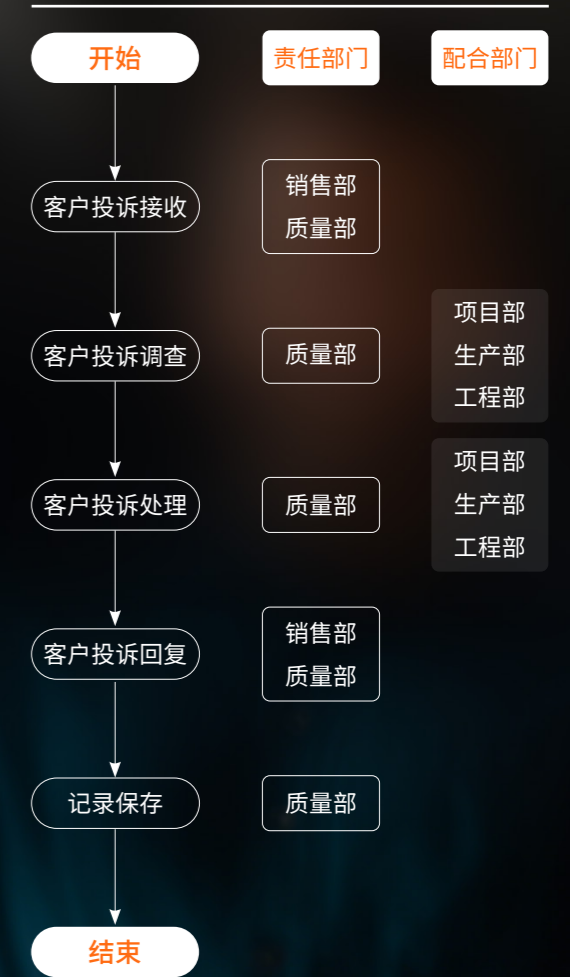 开始
责任部门
配合部门
客户投诉接收
销售部
质量部
客户投诉调查
质量部
项目部
生产部
工程部
客户投诉处理
质量部
项目部
生产部
工程部
客户投诉回复
销售部
质量部
记录保存
质量部
结束